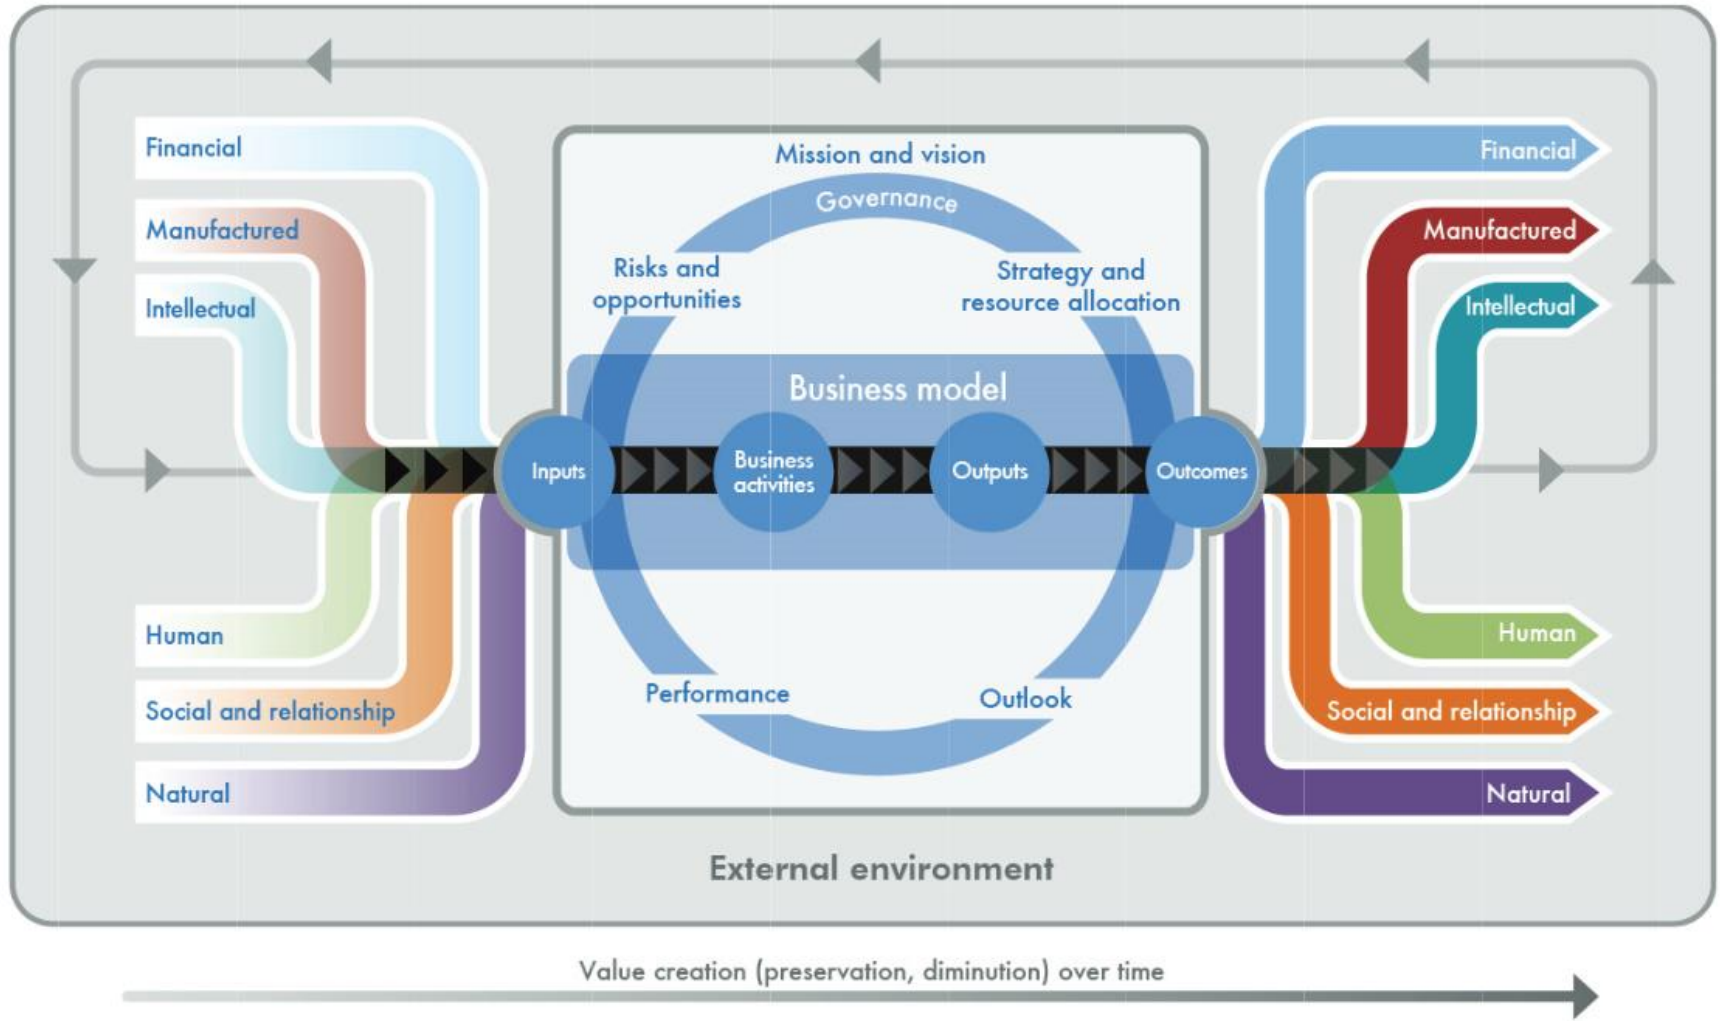 Financial
Manufactured
Intellectual
Human
Social and relationship
Natural
Mission and vision
Governance
Risks and
opportunities
Strategy and
resource allocation
Business model
Inputs
Business
activities
Outputs
Outcomes
Performance
Outlook
Financial
Manufactured
Intellectual
Human
Social and relationship
Natural
External environment
Value creation (preservation, diminution) over time